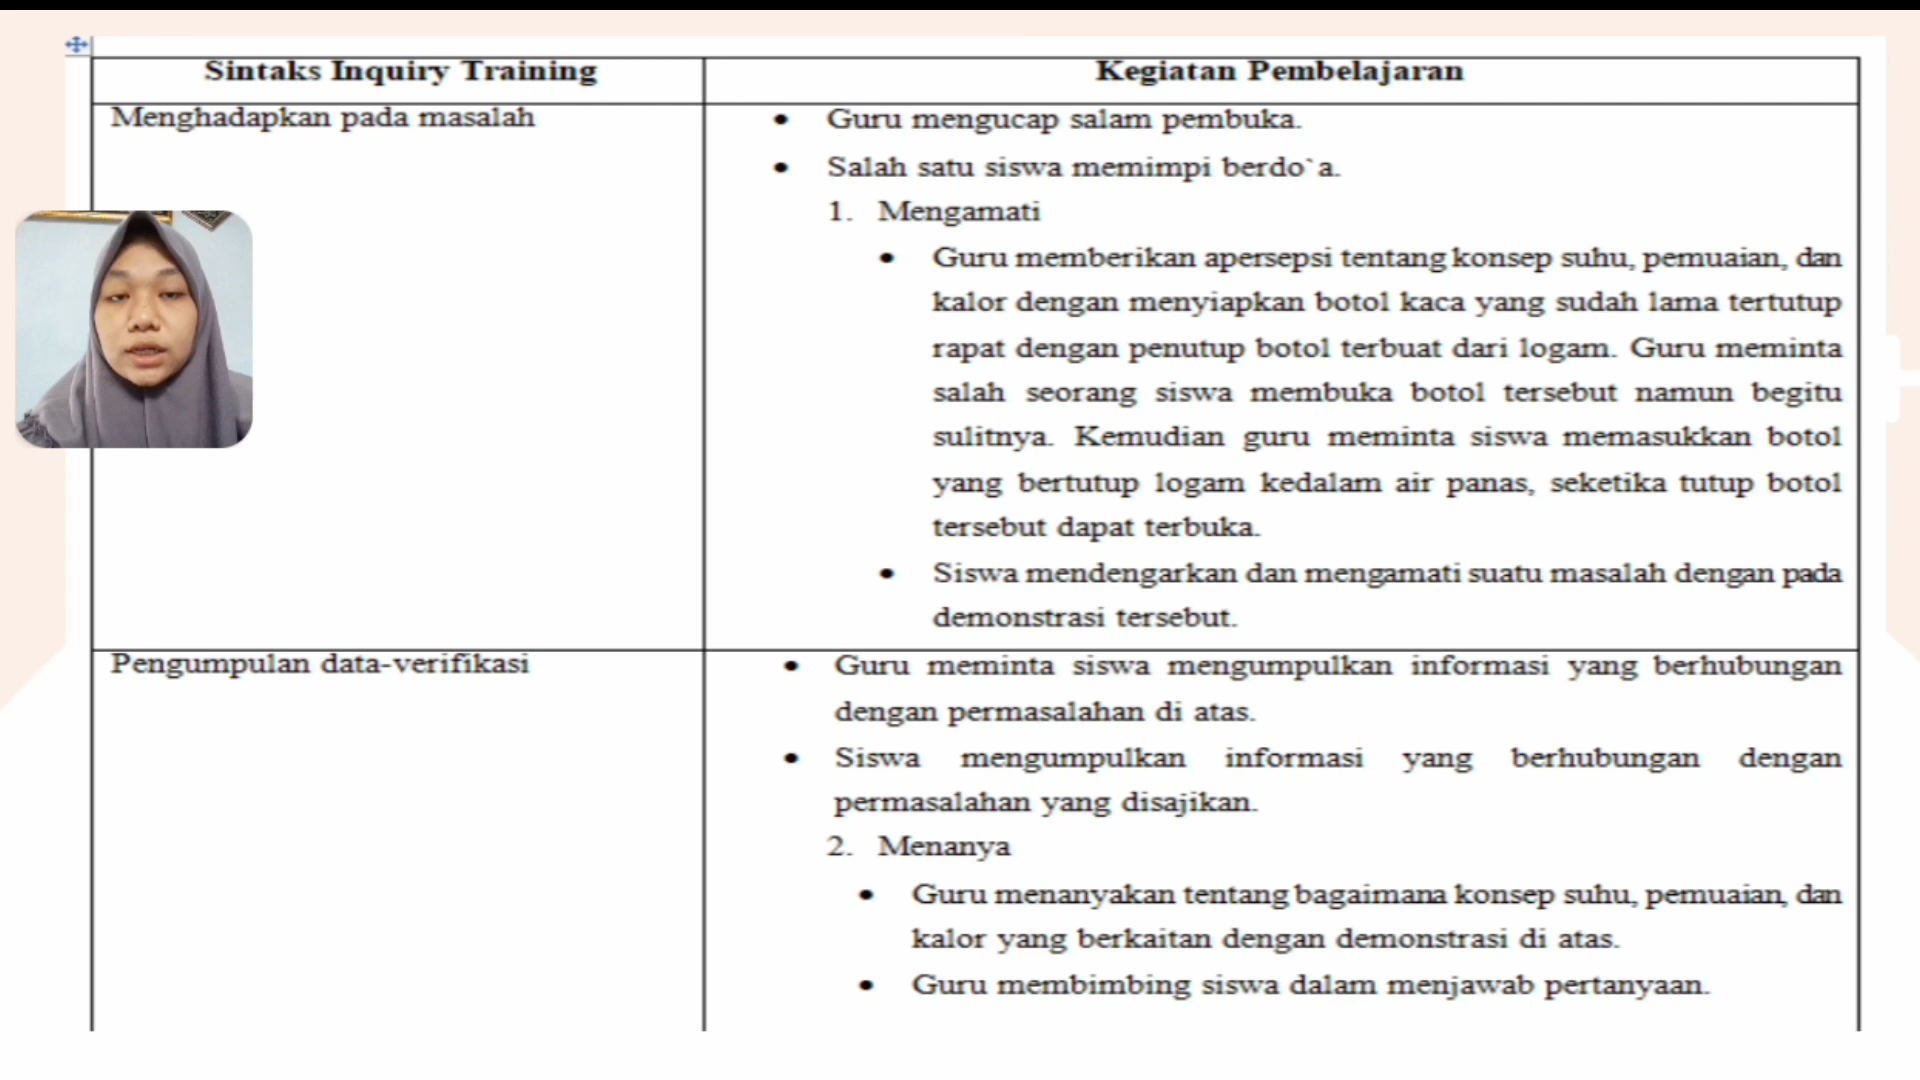 Sintaks Inquiry Training
Kegiatan Pembelajaran
Menghadapkan pada masalah
• Guru mengucap salam pembuka.
• Salah satu siswa memimpi berdo`a.
1. Mengamati
• Guru memberikan apersepsi tentang konsep suhu, pemuaian, dan
kalor dengan menyiapkan botol kaca yang sudah lama tertutup
rapat dengan penutup botol terbuat dari logam. Guru meminta
salah seorang siswa membuka botol tersebut namun begitu
sulitnya. Kemudian guru meminta siswa memasukkan botol
yang bertutup logam kedalam air panas, seketika tutup botol
tersebut dapat terbuka.
• Siswa mendengarkan dan mengamati suatu masalah dengan pada
demonstrasi tersebut.
Pengumpulan data-verifikasi
• Guru meminta siswa mengumpulkan informasi yang berhubungan
dengan permasalahan di atas.
• Siswa mengumpulkan informasi yang berhubungan dengan
permasalahan yang disajikan.
2. Menanya
• Guru menanyakan tentang bagaimana konsep suhu, pemuaian, dan
kalor yang berkaitan dengan demonstrasi di atas.
• Guru membimbing siswa dalam menjawab pertanyaan.